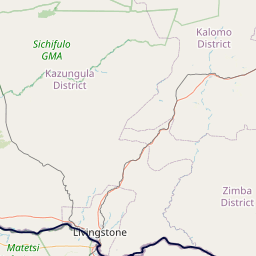 Kalomo
District
Sichifulo
GMA
Kazungula
District
Zimba
District
Livingstone
Matetsi